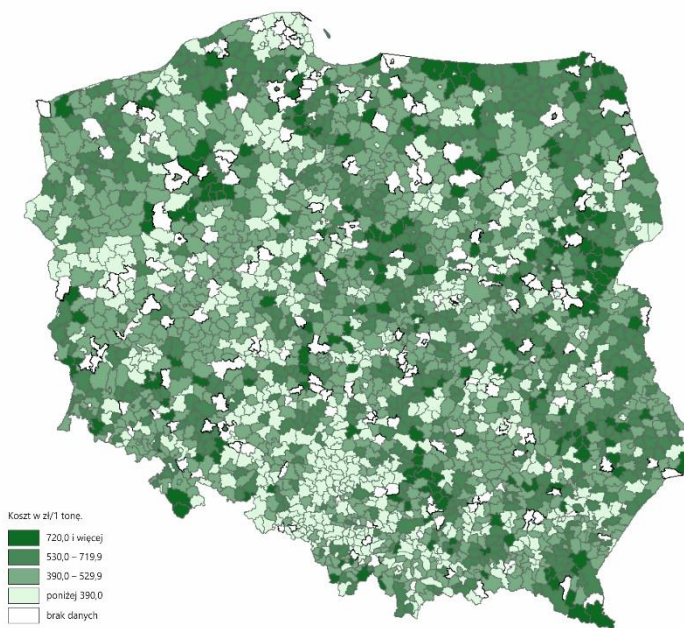 Koszt w zł/1 tonę.
720,0 i więcej
530,0 – 719,9
390,0 – 529,9
poniżej 390,0
brak danych